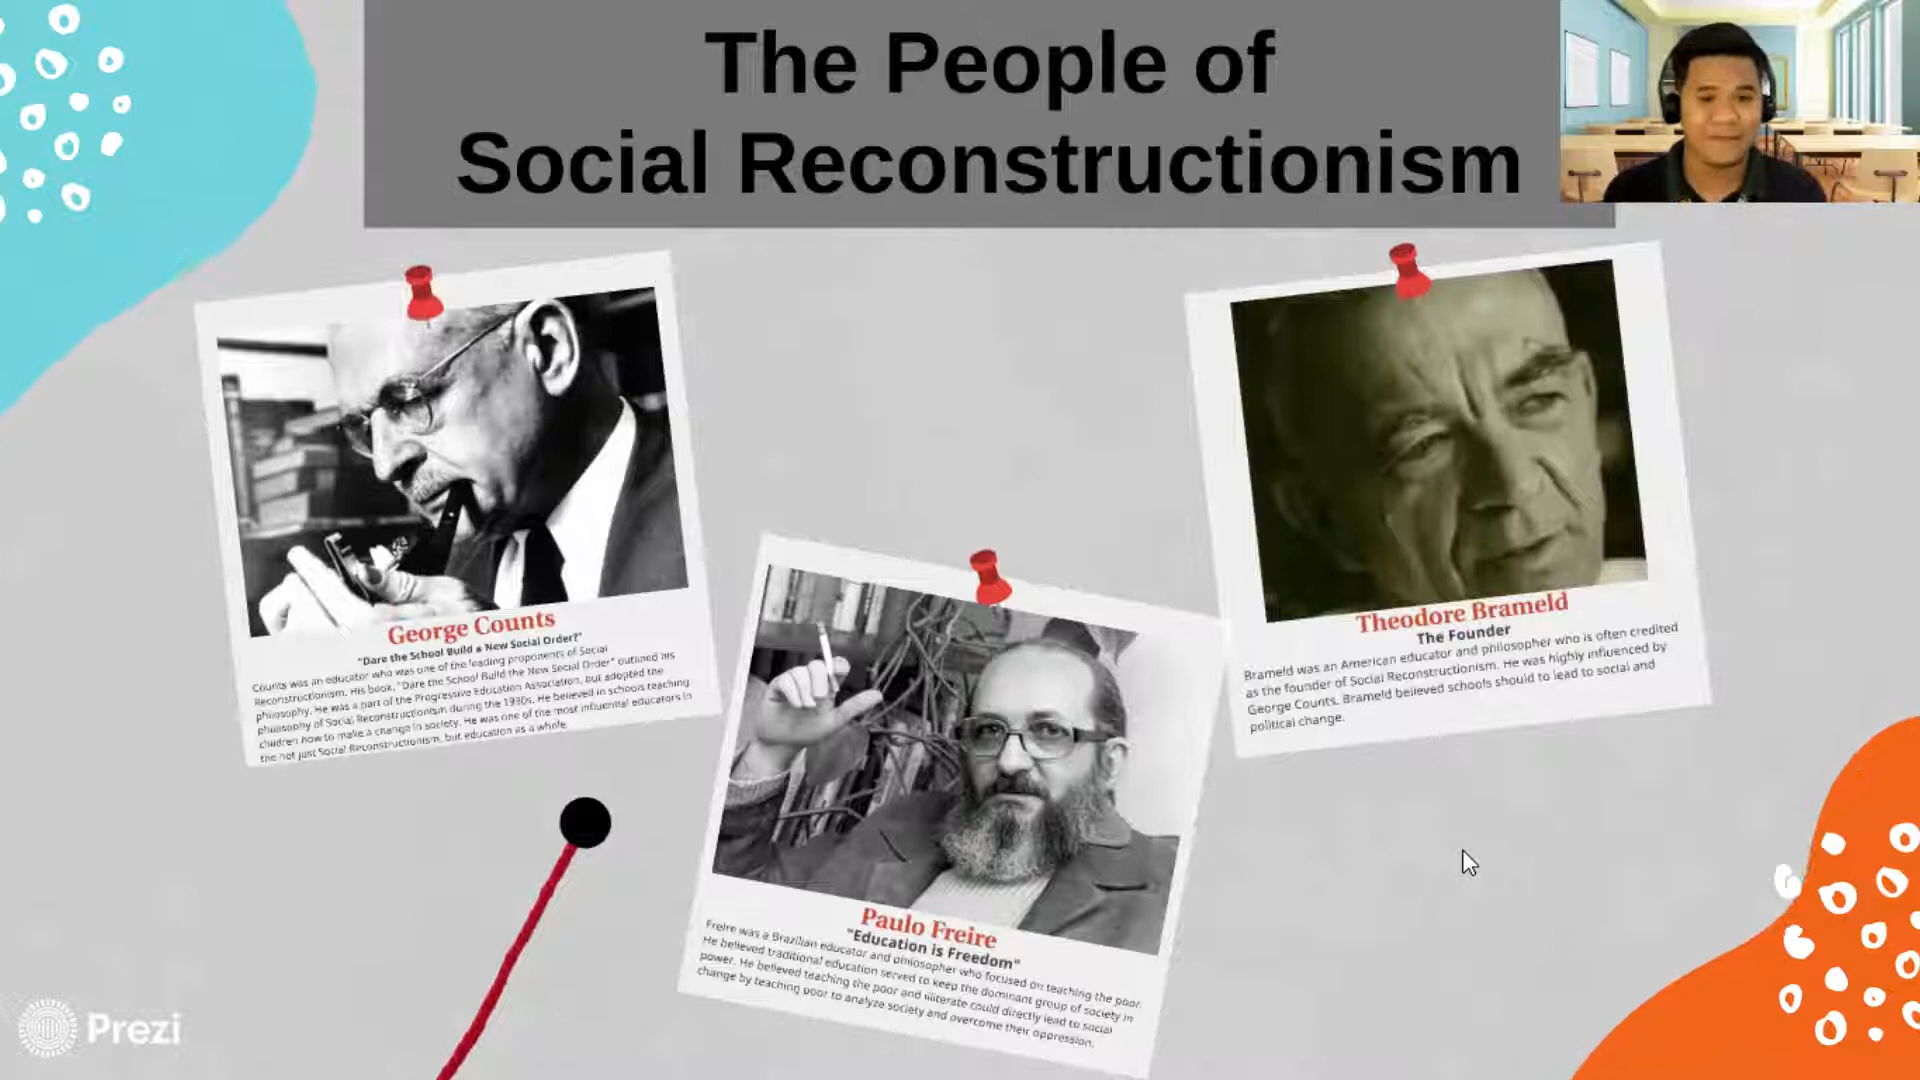 The People of
Social Reconstructionism
George Counts
"Dare the School Build a New Social Order?"
Counts was an educator who was one of the leading proponents of Social
Reconstructionism. His book, "Dare the School Build the New Social Order" outlined his
philosophy. He was a part of the Progressive Education Association, but adopted the
philosophy of Social Reconstructionism during the 1930s. He believed in schools teaching
children how to make a change in society. He was one of the most influential educators in
the not just Social Reconstructionism, but education as a whole.
Paulo Freire
"Education is Freedom"
Freire was a Brazilian educator and philosopher who focused on teaching the poor.
He believed traditional education served to keep the dominant group of society in
power. He believed teaching the poor and illiterate could directly lead to social
change by teaching poor to analyze society and overcome their oppression.
Theodore Brameld
The Founder
Brameld was an American educator and philosopher who is often credited
as the founder of Social Reconstructionism. He was highly influenced by
George Counts. Brameld believed schools should to lead to social and
political change.
Prezi